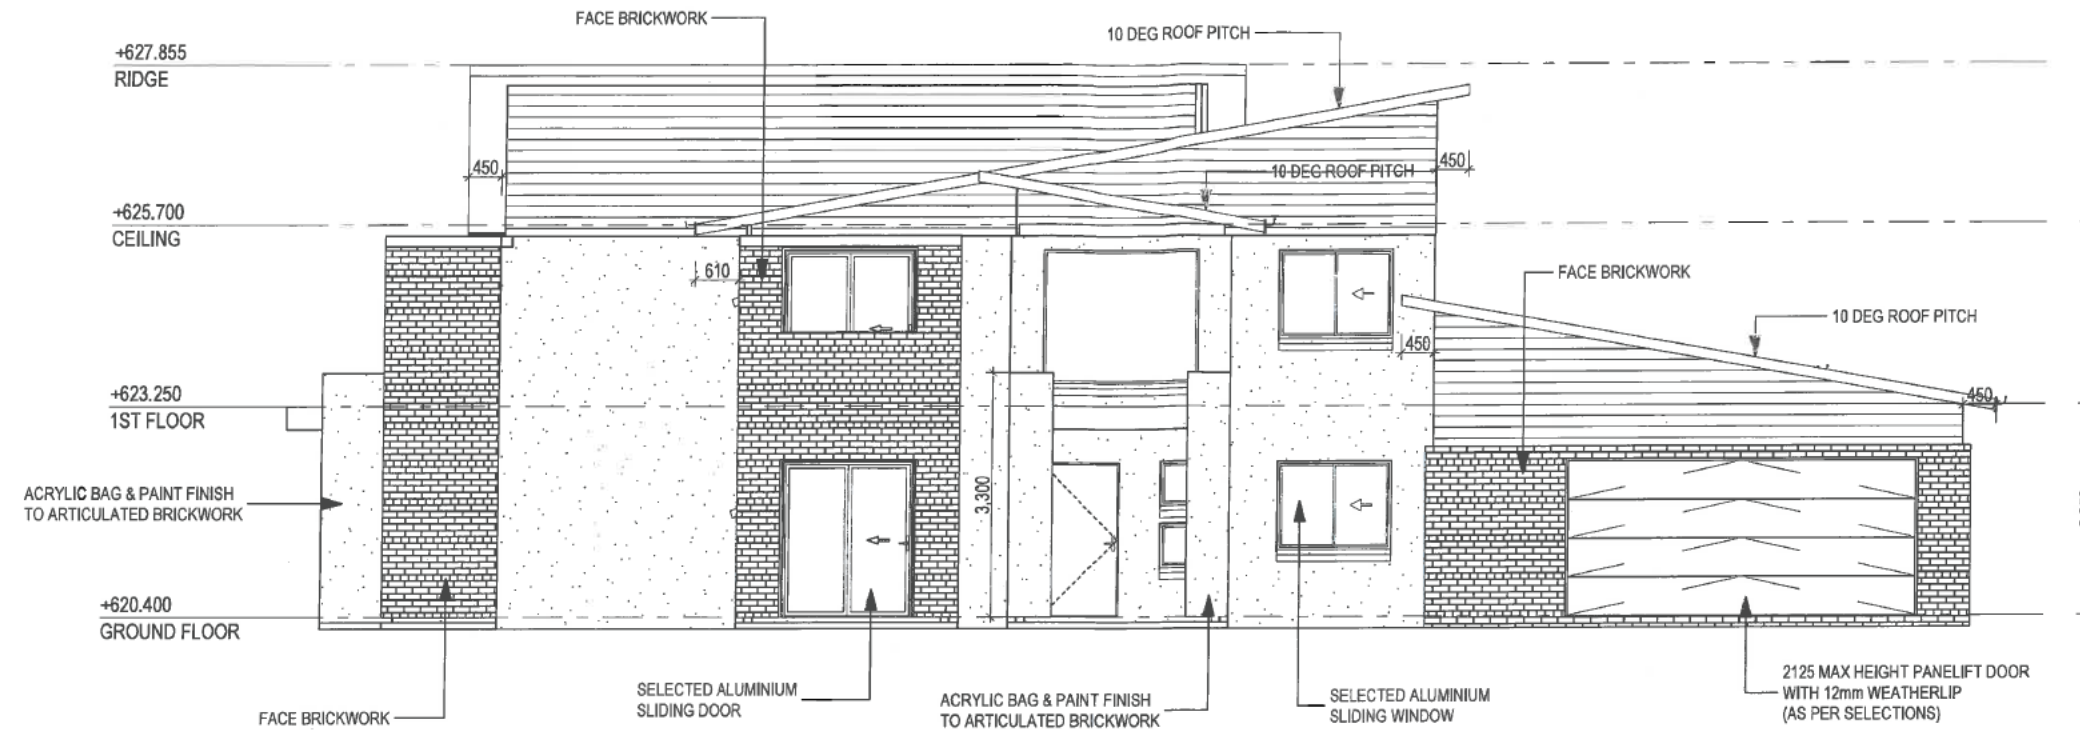 FACE BRICKWORK
10 DEG ROOF PITCH
+627.855
RIDGE
450
450
10 DEG ROOF PITCH
+625.700
CEILING
610
FACE BRICKWORK
10 DEG ROOF PITCH
450
+623.250
1ST FLOOR
450
ACRYLIC BAG & PAINT FINISH
TO ARTICULATED BRICKWORK
3,300
+620.400
GROUND FLOOR
FACE BRICKWORK
SELECTED ALUMINIUM
SLIDING DOOR
ACRYLIC BAG & PAINT FINISH
TO ARTICULATED BRICKWORK
SELECTED ALUMINIUM
SLIDING WINDOW
2125 MAX HEIGHT PANELIFT DOOR
WITH 12mm WEATHERLIP
(AS PER SELECTIONS)